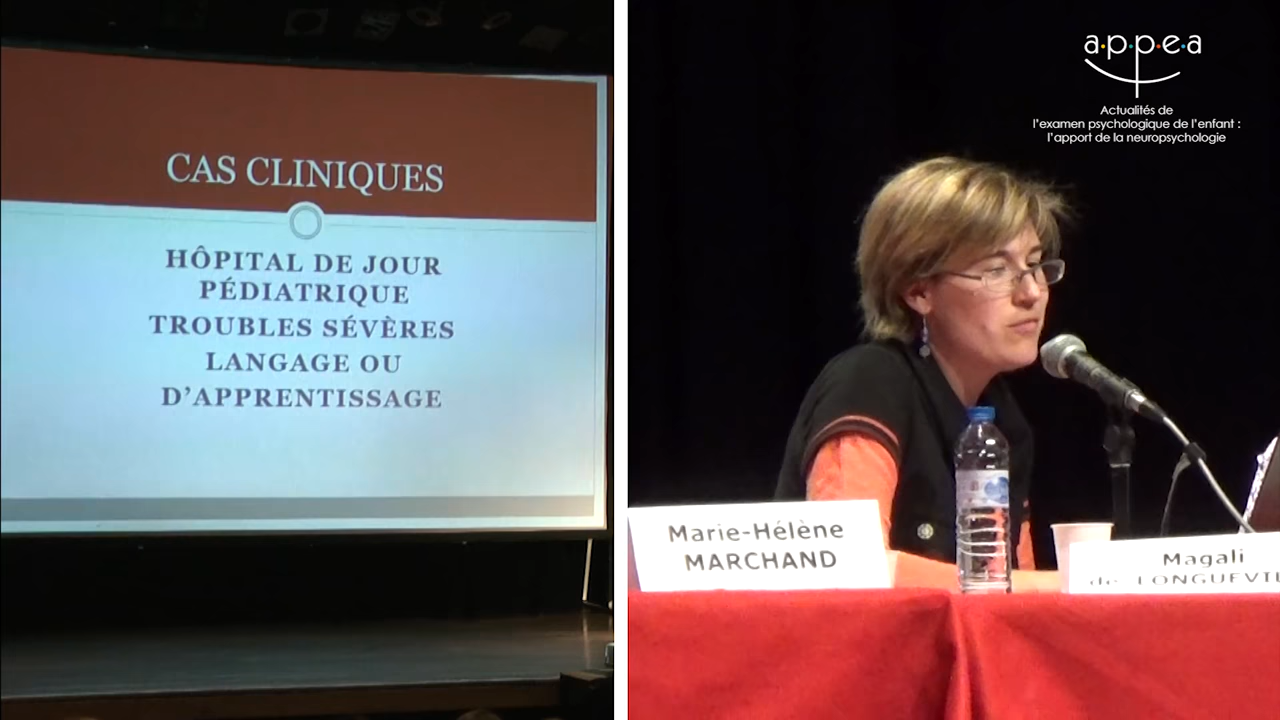 CAS CLINIQUES
HÔPITAL DE JOUR
PÉDIATRIQUE
TROUBLES SÉVÈRES
LANGAGE OU
D'APPRENTISSAGE
a·p·p·e·a
Actualités de
l'examen psychologique de l'enfant :
l'apport de la neuropsychologie
Marie-Hélène
MARCHAND
Magali
de